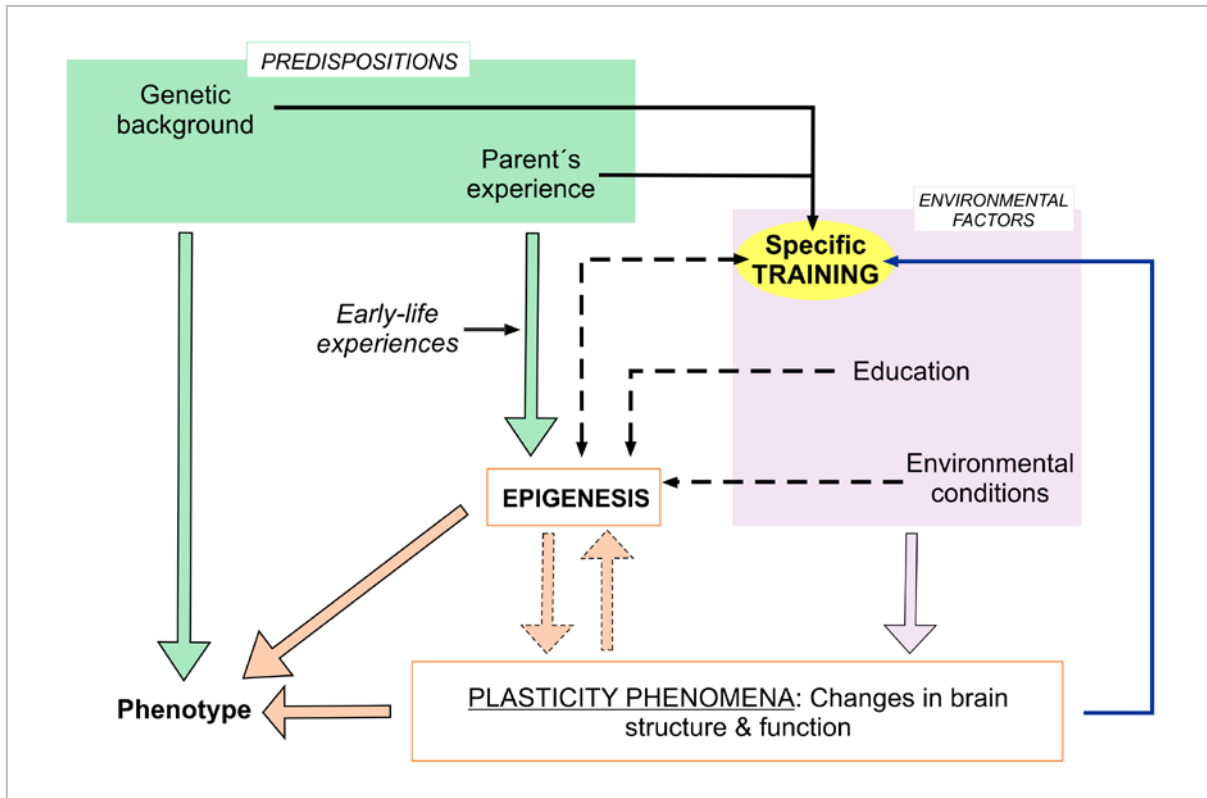 PREDISPOSITIONS
Genetic
background
Parent´s
experience
ENVIRONMENTAL
FACTORS
Specific
TRAINING
Early-life
experiences
Education
Environmental
conditions
EPIGENESIS
PLASTICITY PHENOMENA: Changes in brain
structure & function
Phenotype